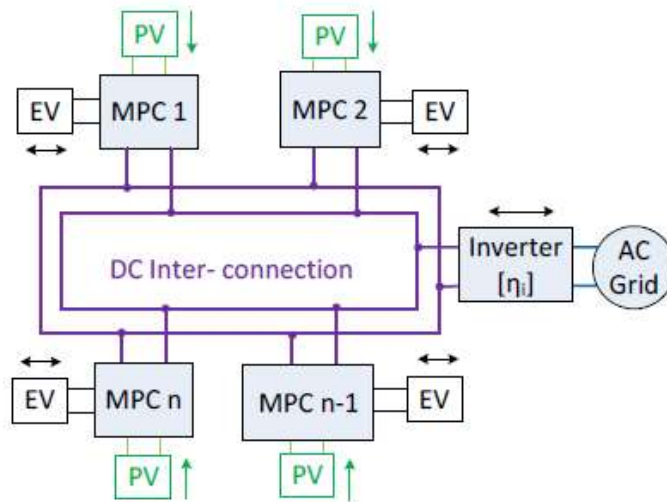 PV
PV
EV
MPC 1
MPC 2
EV
DC Inter- connection
Inverter
[ηi]
AC
Grid
EV
MPC n
MPC n-1
EV
PV
PV